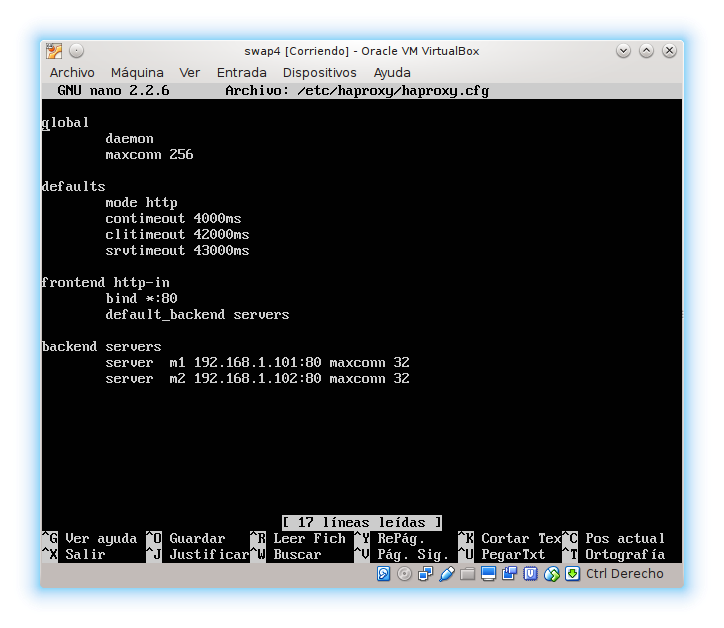 swap4 [Corriendo] - Oracle VM VirtualBox
Archivo Máquina Ver Entrada Dispositivos Ayuda
GNU nano 2.2.6 Archivo: /etc/haproxy/haproxy.cfg
global
daemon
maxconn 256
defaults
mode http
contimeout 4000ms
clitimeout 42000ms
srvtimeout 43000ms
frontend http-in
bind *:80
default_backend servers
backend servers
server m1 192.168.1.101:80 maxconn 32
server m2 192.168.1.102:80 maxconn 32
[ 17 líneas leídas ]
^G Ver ayuda ^O Guardar ^R Leer Fich ^Y RePág. ^K Cortar Tex ^C Pos actual
^X Salir ^J Justificar ^W Buscar ^V Pág. Sig. ^U PegarTxt ^T Ortografía
Ctrl Derecho